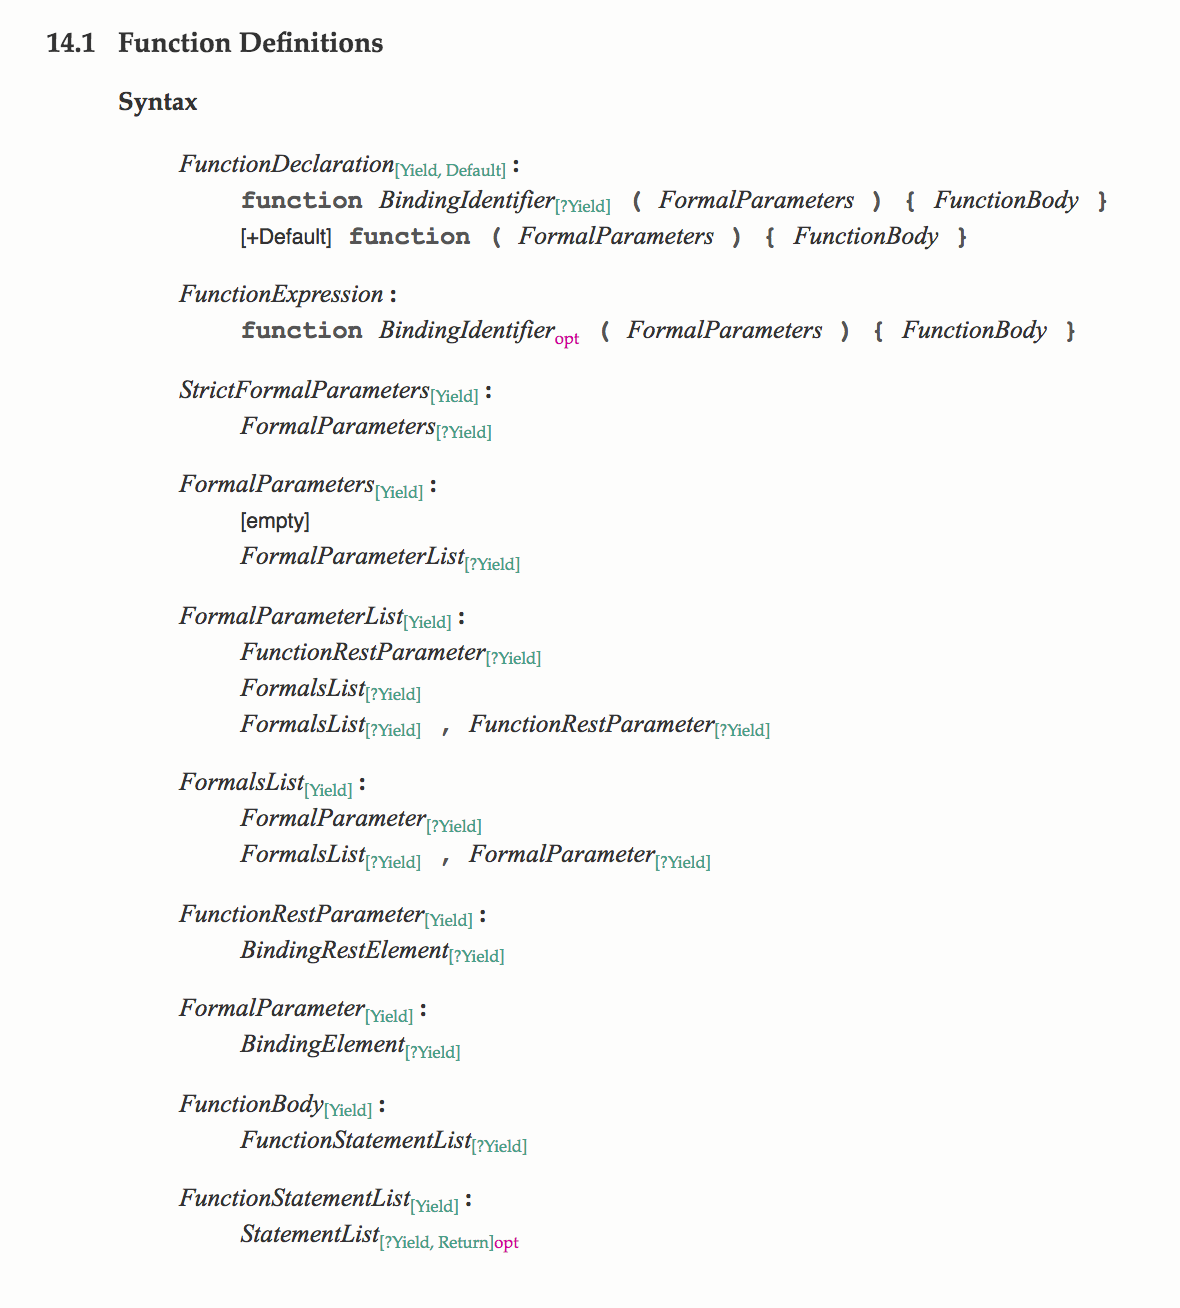 14.1 Function Definitions
Syntax
FunctionDeclaration[Yield, Default] :
function BindingIdentifier[?Yield] ( FormalParameters ) { FunctionBody }
[+Default] function ( FormalParameters ) { FunctionBody }
FunctionExpression :
function BindingIdentifieropt ( FormalParameters ) { FunctionBody }
StrictFormalParameters[Yield] :
FormalParameters[?Yield]
FormalParameters[Yield] :
[empty]
FormalParameterList[?Yield]
FormalParameterList[Yield] :
FunctionRestParameter[?Yield]
FormalsList[?Yield]
FormalsList[?Yield] , FunctionRestParameter[?Yield]
FormalsList[Yield] :
FormalParameter[?Yield]
FormalsList[?Yield] , FormalParameter[?Yield]
FunctionRestParameter[Yield] :
BindingRestElement[?Yield]
FormalParameter[Yield] :
BindingElement[?Yield]
FunctionBody[Yield] :
FunctionStatementList[?Yield]
FunctionStatementList[Yield] :
StatementList[?Yield, Return]opt